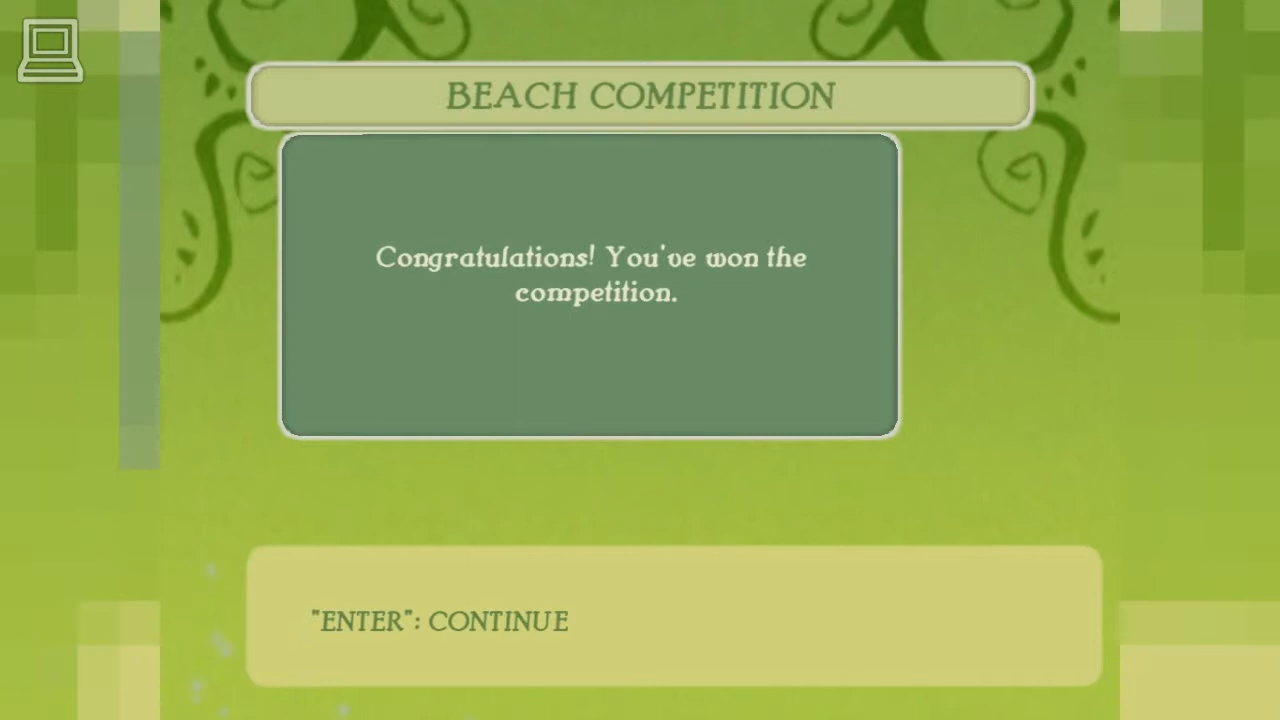 BEACH COMPETITION
Congratulations! You've won the
competition.
"ENTER": CONTINUE